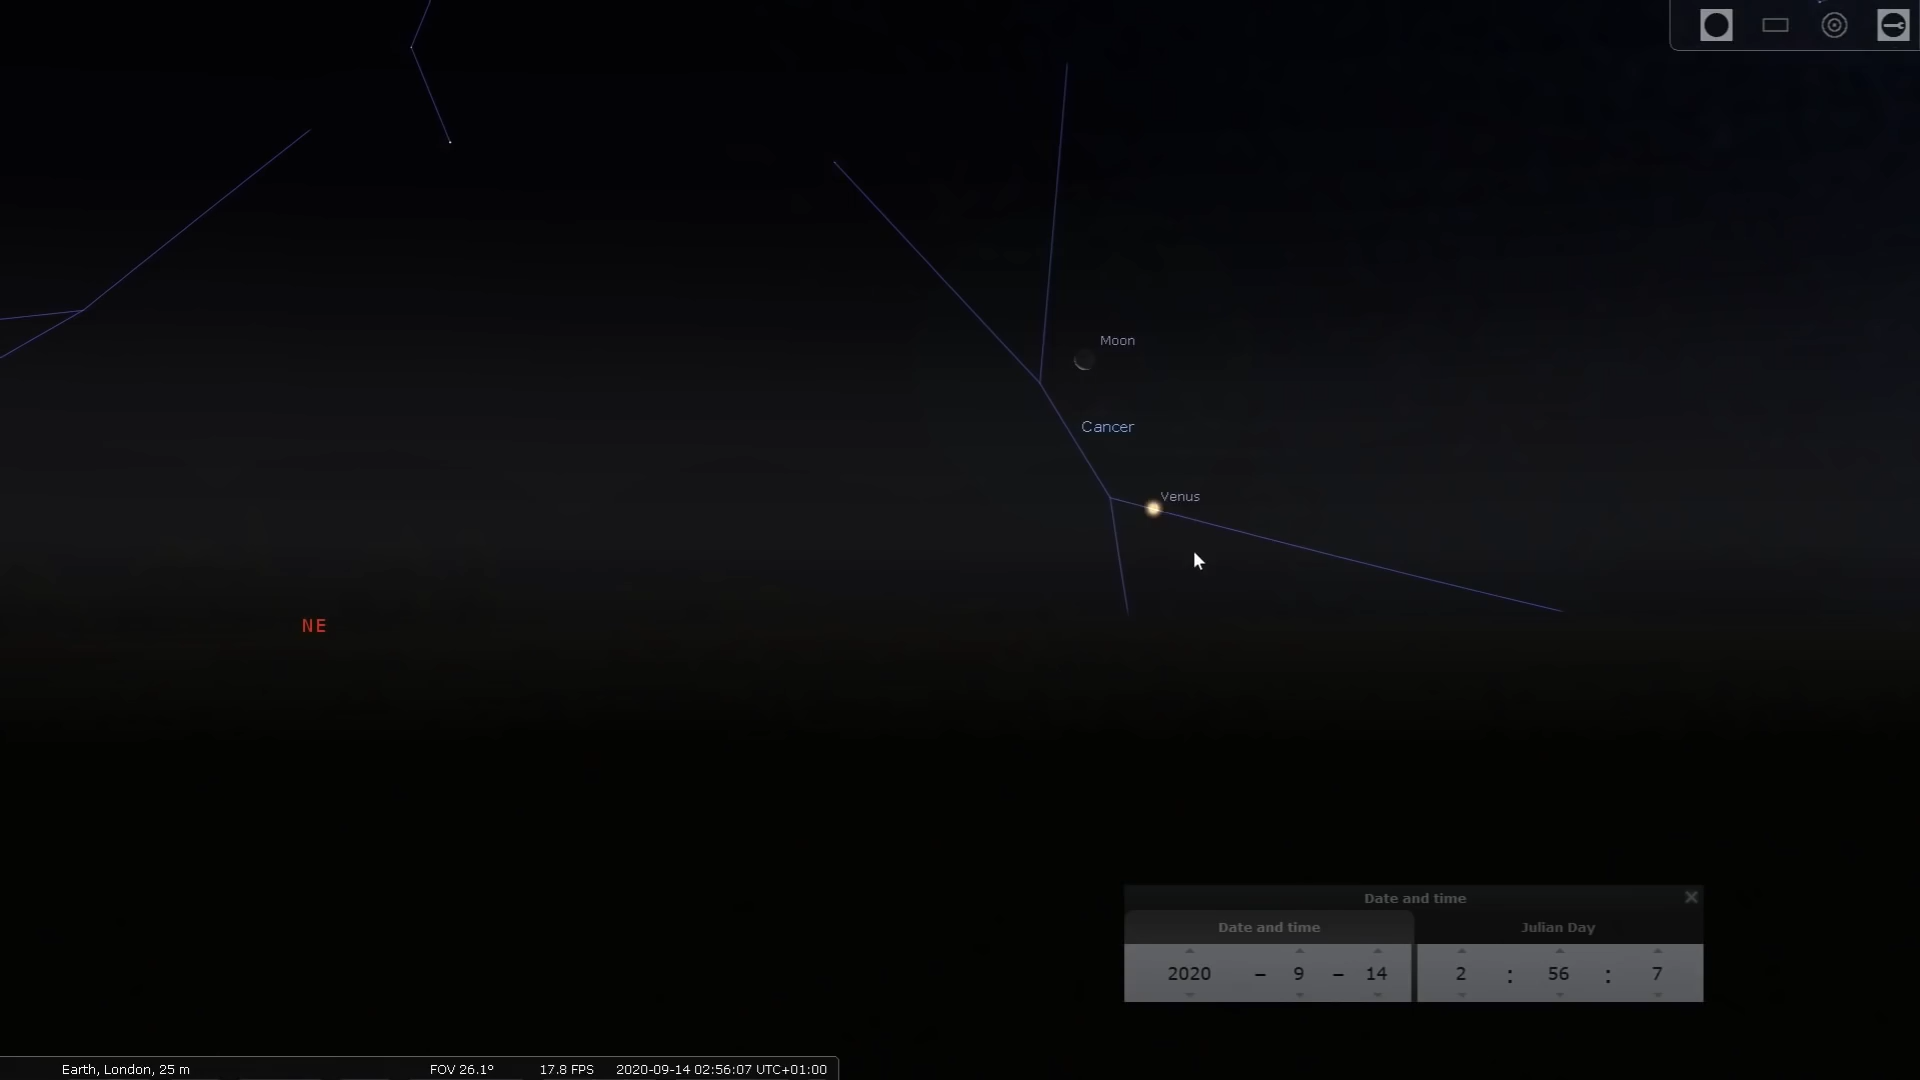 Moon
Cancer
Venus
NE
Date and time
Date and time Julian Day
2020 - 9 - 14 2 : 56 : 7
Earth, London, 25 m FOV 26.1° 17.8 FPS 2020-09-14 02:56:07 UTC+01:00